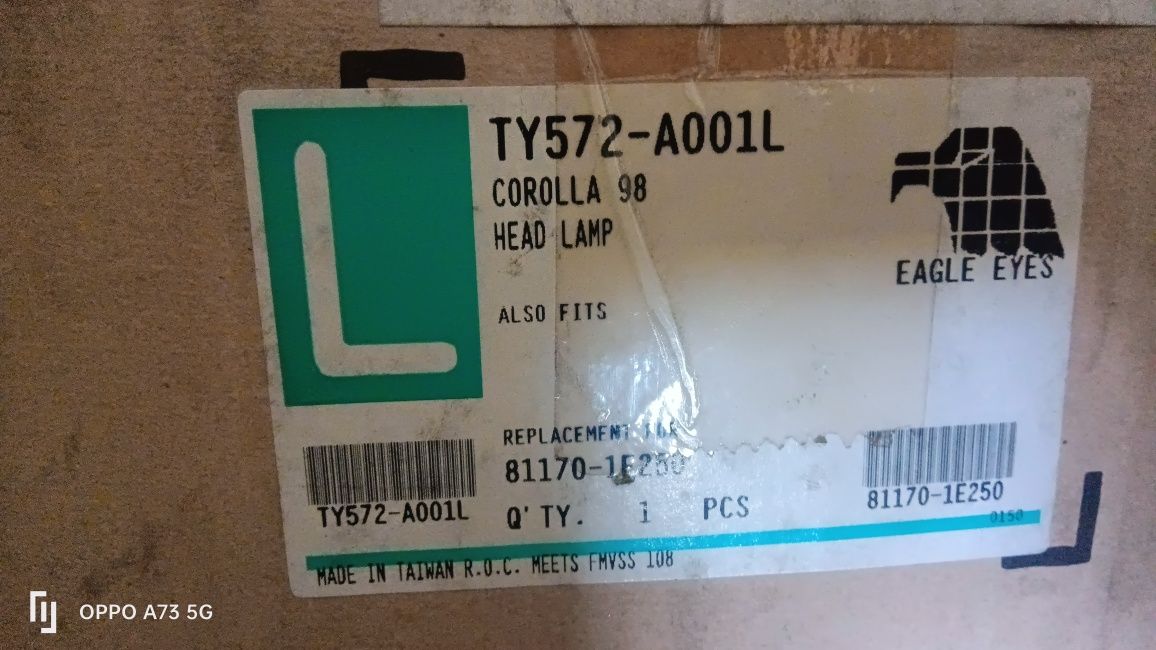 L
TY572-A001L
COROLLA 98
HEAD LAMP
EAGLE EYES
ALSO FITS
REPLACEMENT FOR
81170-1E250
Q'TY. 1 PCS
TY572-A001L
81170-1E250
0150
MADE IN TAIWAN R.O.C. MEETS FMVSS 108
OPPO A73 5G